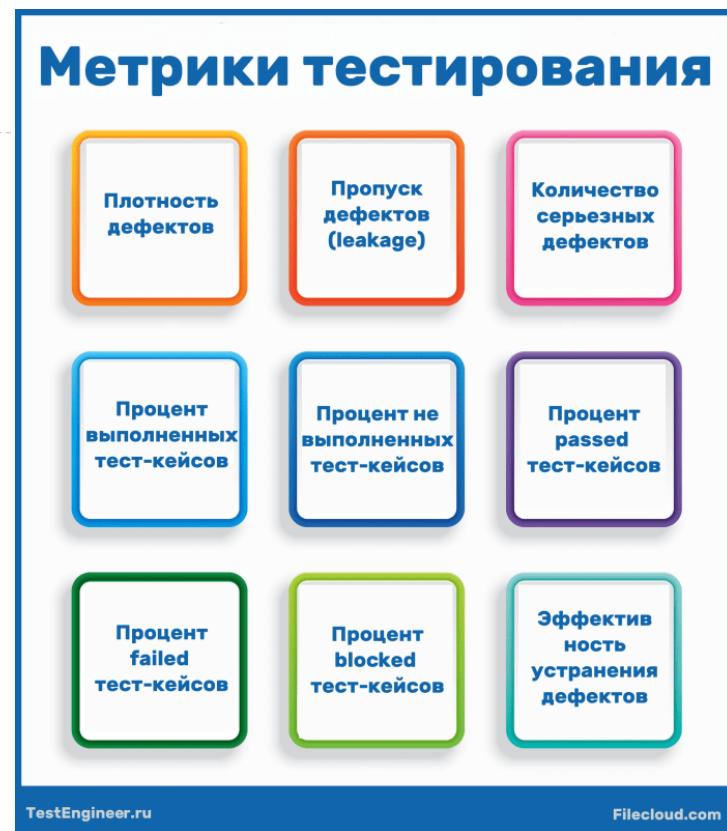 Метрики тестирования
Плотность
дефектов
Пропуск
дефектов
(leakage)
Количество
серьезных
дефектов
Процент
выполненных
тест-кейсов
Процент не
выполненных
тест-кейсов
Процент
passed
тест-кейсов
Процент
failed
тест-кейсов
Процент
blocked
тест-кейсов
Эффектив
ность
устранения
дефектов
TestEngineer.ru
Filecloud.com